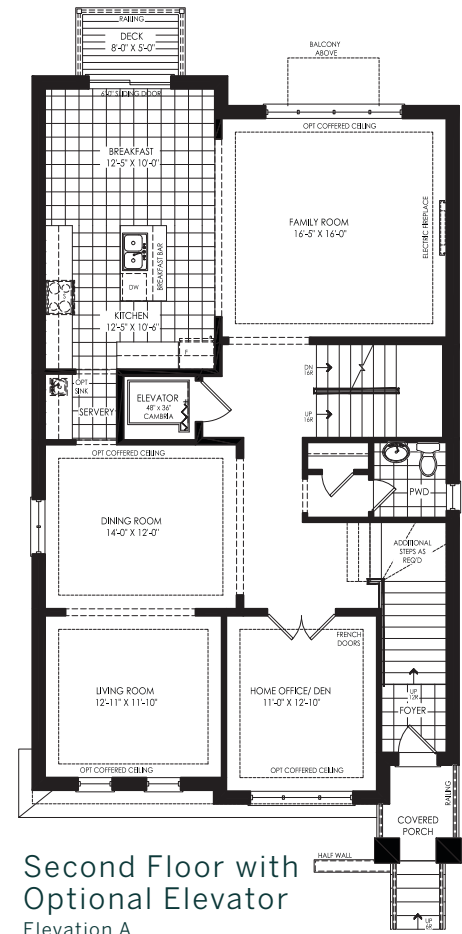 RAILING
DECK
8'-0" X 5'-0"
BALCONY
ABOVE
6'-0" SLIDING DOOR
OPT COFFERED CEILING
BREAKFAST
12'-5" X 10'-0"
FAMILY ROOM
16'-5" X 16'-0"
ELECTRIC FIREPLACE
BREAKFAST BAR
DW
S
KITCHEN
12'-5" X 10'-6"
F
DN
16R
OPT
SINK
SERVERY
ELEVATOR
48" x 36"
CAMBRIA
UP
16R
OPT COFFERED CEILING
PWD
DINING ROOM
14'-0" X 12'-0"
ADDITIONAL
STEPS AS
REQ'D
FRENCH
DOORS
LIVING ROOM
12'-11" X 11'-10"
HOME OFFICE/ DEN
11'-0" X 12'-10"
UP
12R
FOYER
OPT COFFERED CEILING
OPT COFFERED CEILING
RAILING
COVERED
PORCH
HALF WALL
UP
6R
Second Floor with
Optional Elevator
Elevation A